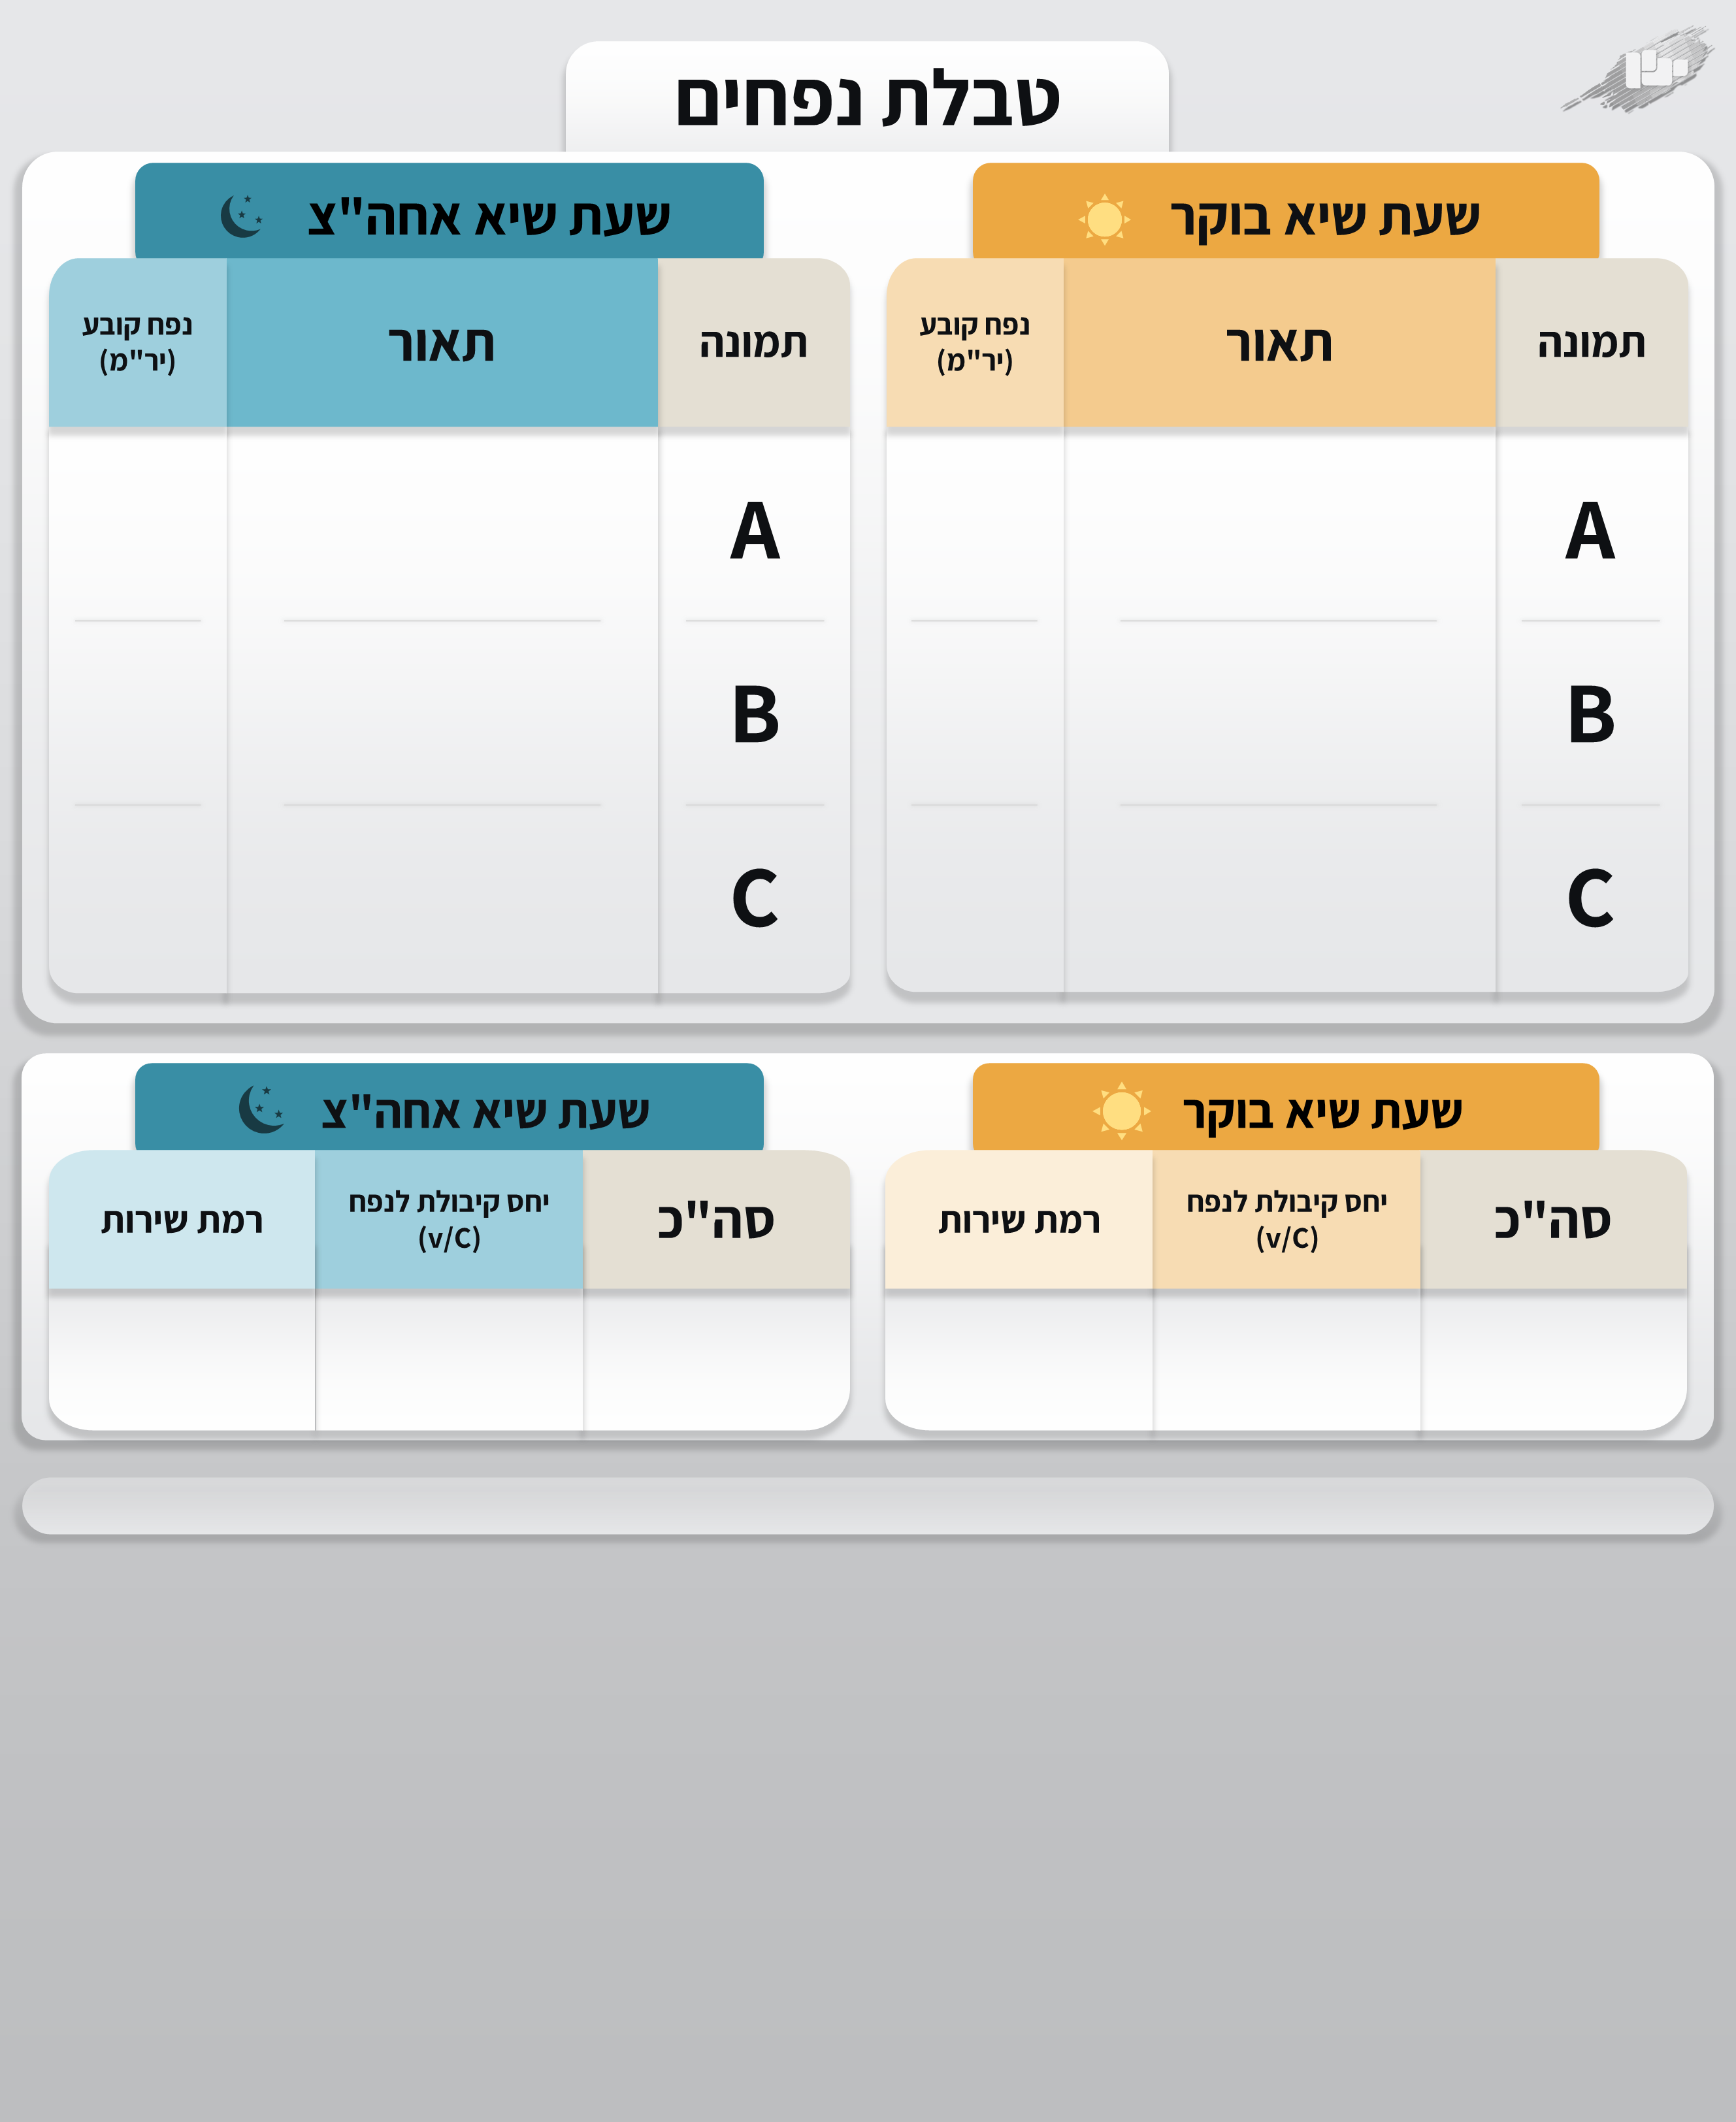 טבלת נפחים
שעת שיא בוקר
תמונה
תאור
נפח קובע
(יר"מ)
A
B
C
שעת שיא אחה"צ
תמונה
תאור
נפח קובע
(יר"מ)
A
B
C
שעת שיא בוקר
סה"כ
יחס קיבולת לנפח
(v/C)
רמת שירות
שעת שיא אחה"צ
סה"כ
יחס קיבולת לנפח
(v/C)
רמת שירות